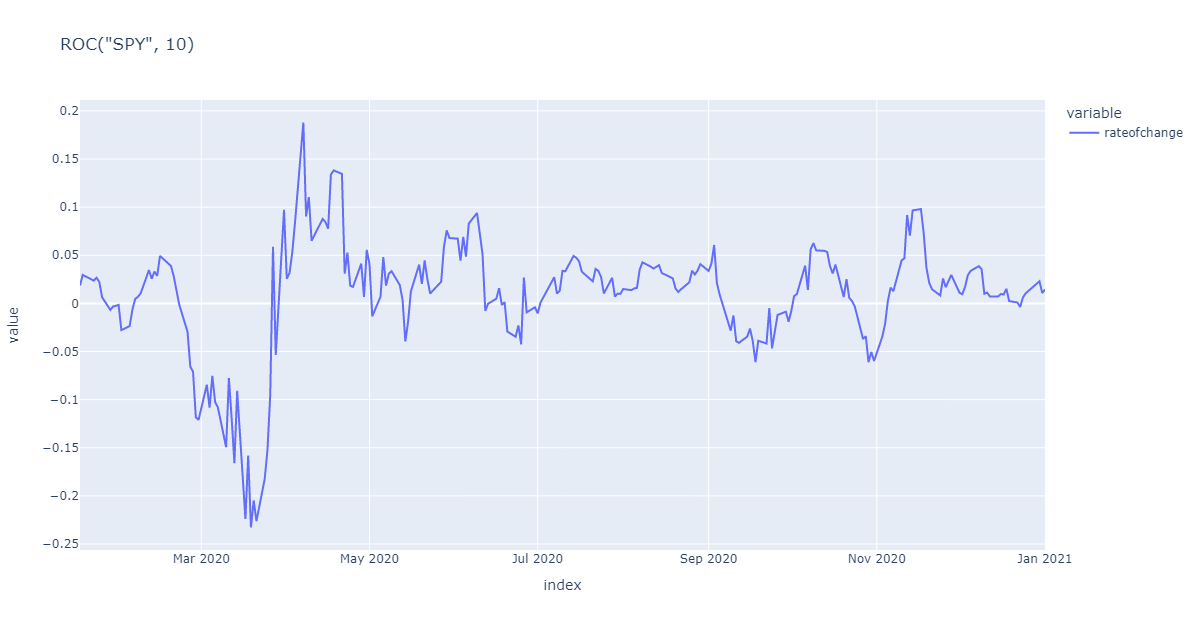 ROC("SPY", 10)
variable
rateofchange
value
0.2
0.15
0.1
0.05
0
−0.05
−0.1
−0.15
−0.2
−0.25
Mar 2020
May 2020
Jul 2020
Sep 2020
Nov 2020
Jan 2021
index